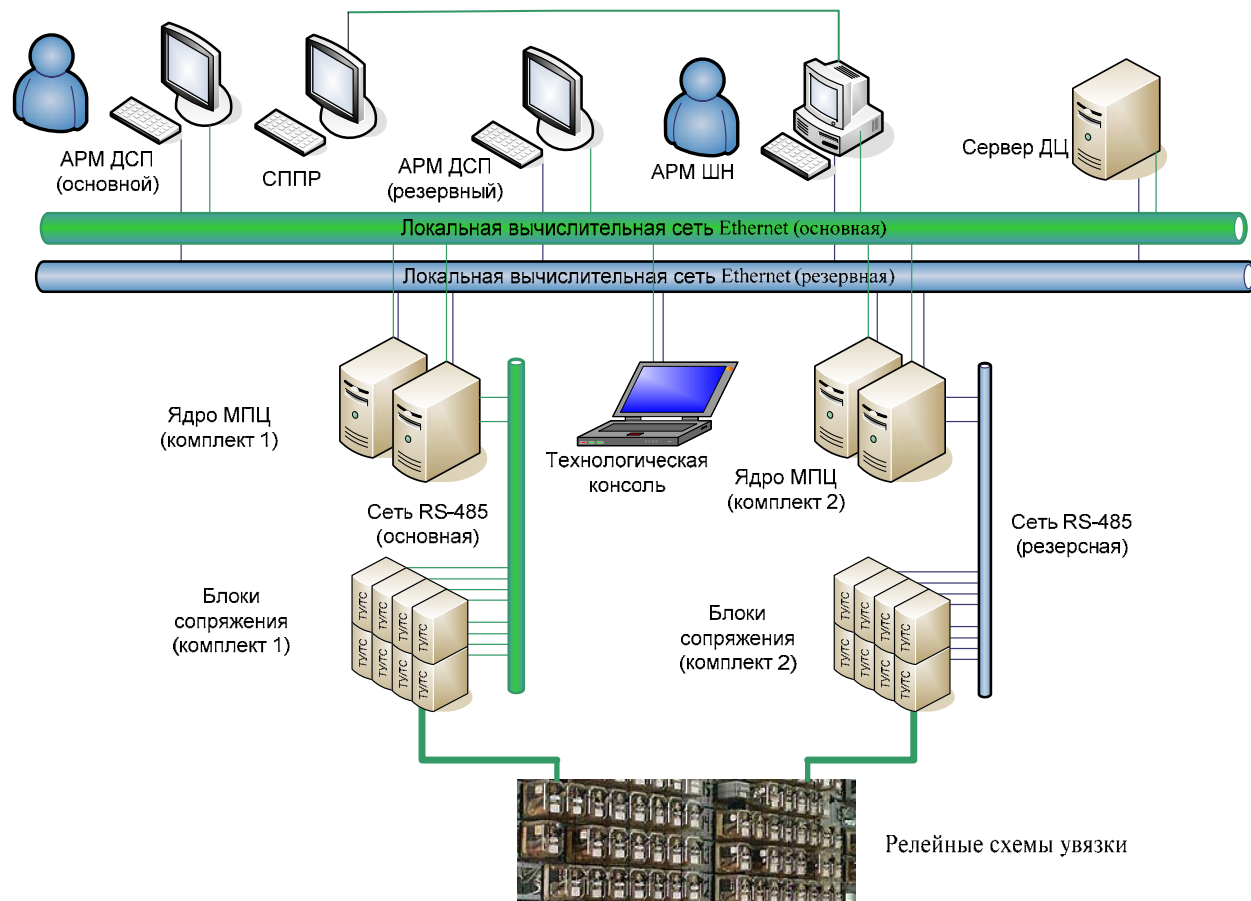 АРМ ДСП
(основной)
СППР
АРМ ДСП
(резервный)
АРМ ШН
Сервер ДЦ
Локальная вычислительная сеть Ethernet (основная)
Локальная вычислительная сеть Ethernet (резервная)
Ядро МПЦ
(комплект 1)
Технологическая
консоль
Ядро МПЦ
(комплект 2)
Сеть RS-485
(основная)
Сеть RS-485
(резерсная)
Блоки
сопряжения
(комплект 1)
ТУ/ТС
ТУ/ТС
ТУ/ТС
ТУ/ТС
ТУ/ТС
ТУ/ТС
ТУ/ТС
ТУ/ТС
Блоки
сопряжения
(комплект 2)
ТУ/ТС
ТУ/ТС
ТУ/ТС
ТУ/ТС
ТУ/ТС
ТУ/ТС
ТУ/ТС
ТУ/ТС
Релейные схемы увязки